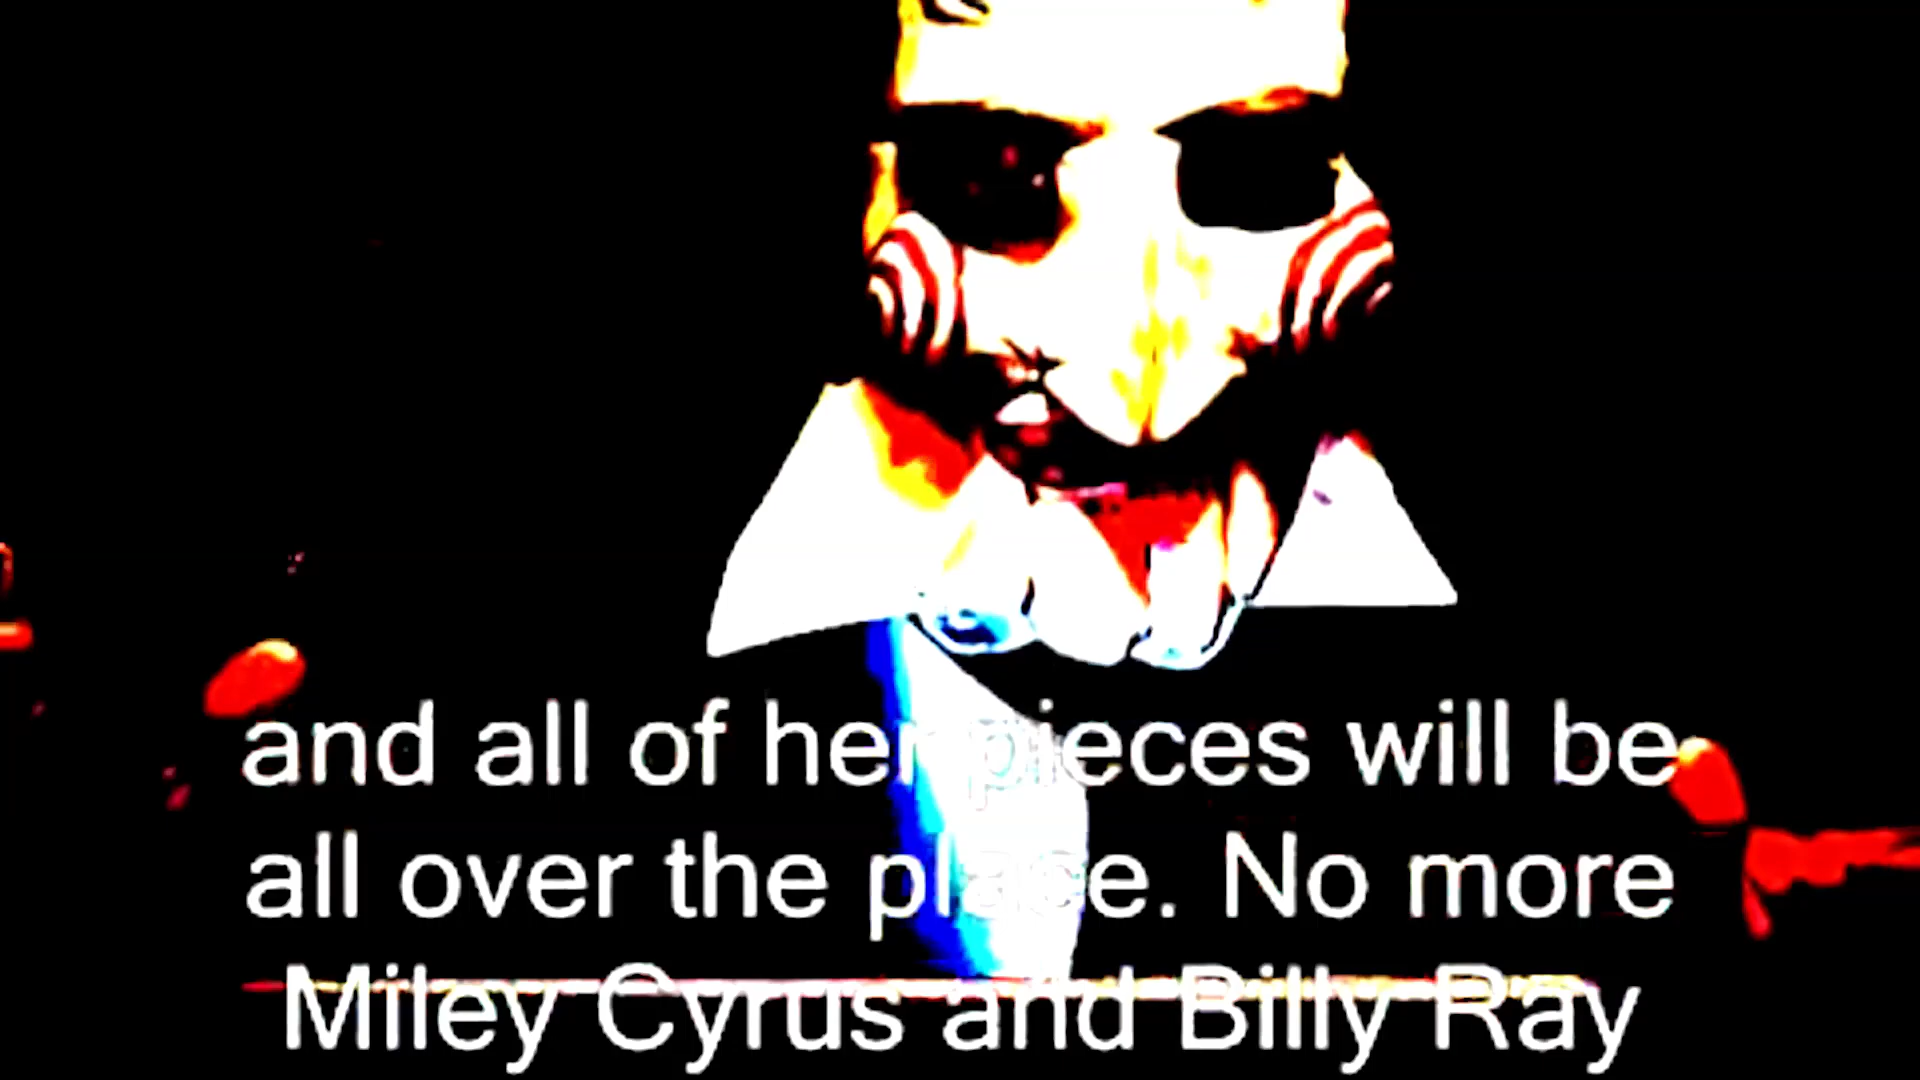 and all of her pieces will be
all over the place. No more
Miley Cyrus and Billy Ray